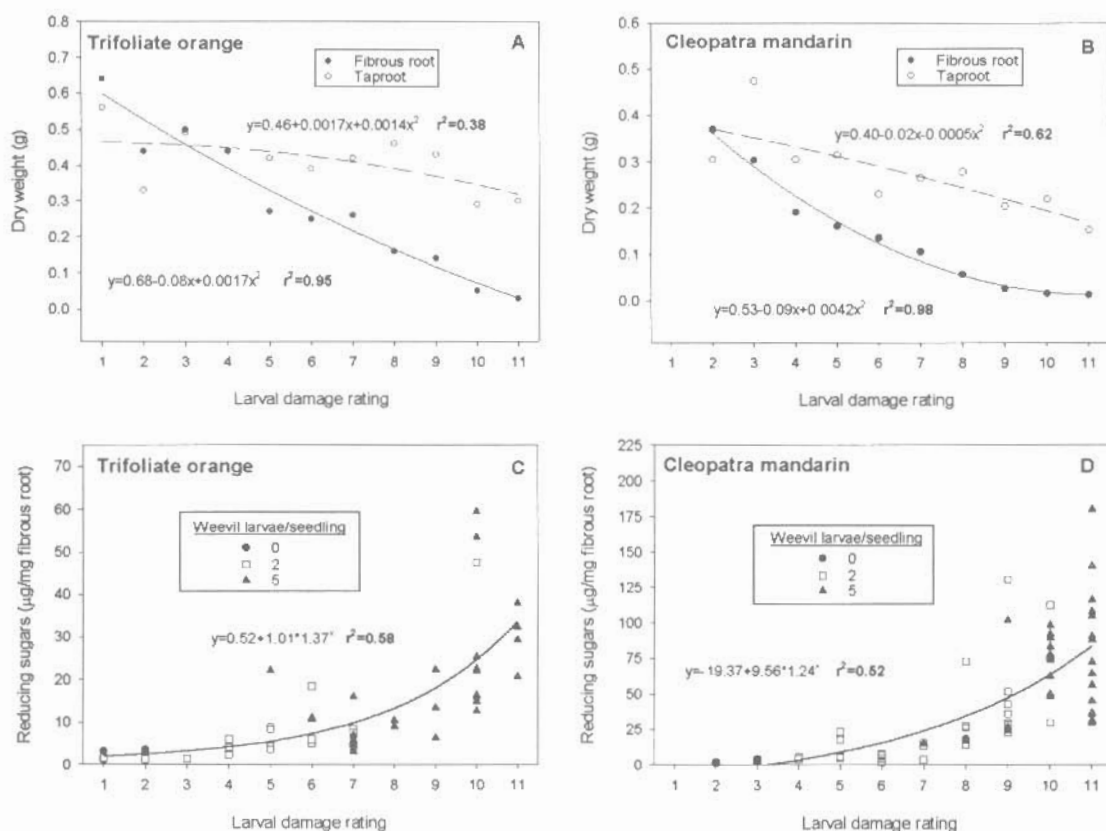 Trifoliate orange
A
Fibrous root
Taproot
y=0.46+0.0017x+0.0014x² r²=0.38
y=0.68-0.08x+0.0017x² r²=0.95
Dry weight (g)
0.8
0.7
0.6
0.5
0.4
0.3
0.2
0.1
0.0
1 2 3 4 5 6 7 8 9 10 11
Larval damage rating
Cleopatra mandarin
B
Fibrous root
Taproot
y=0.40-0.02x-0.0005x² r²=0.62
y=0.53-0.09x+0.0042x² r²=0.98
Dry weight (g)
0.6
0.5
0.4
0.3
0.2
0.1
0.0
1 2 3 4 5 6 7 8 9 10 11
Larval damage rating
Trifoliate orange
C
Weevil larvae/seedling
0
2
5
y=0.52+1.01*1.37ˣ r²=0.58
Reducing sugars (µg/mg fibrous root)
70
60
50
40
30
20
10
0
1 2 3 4 5 6 7 8 9 10 11
Larval damage rating
Cleopatra mandarin
D
Weevil larvae/seedling
0
2
5
y=-19.37+9.56*1.24ˣ r²=0.52
Reducing sugars (µg/mg fibrous root)
225
200
175
150
125
100
75
50
25
0
1 2 3 4 5 6 7 8 9 10 11
Larval damage rating